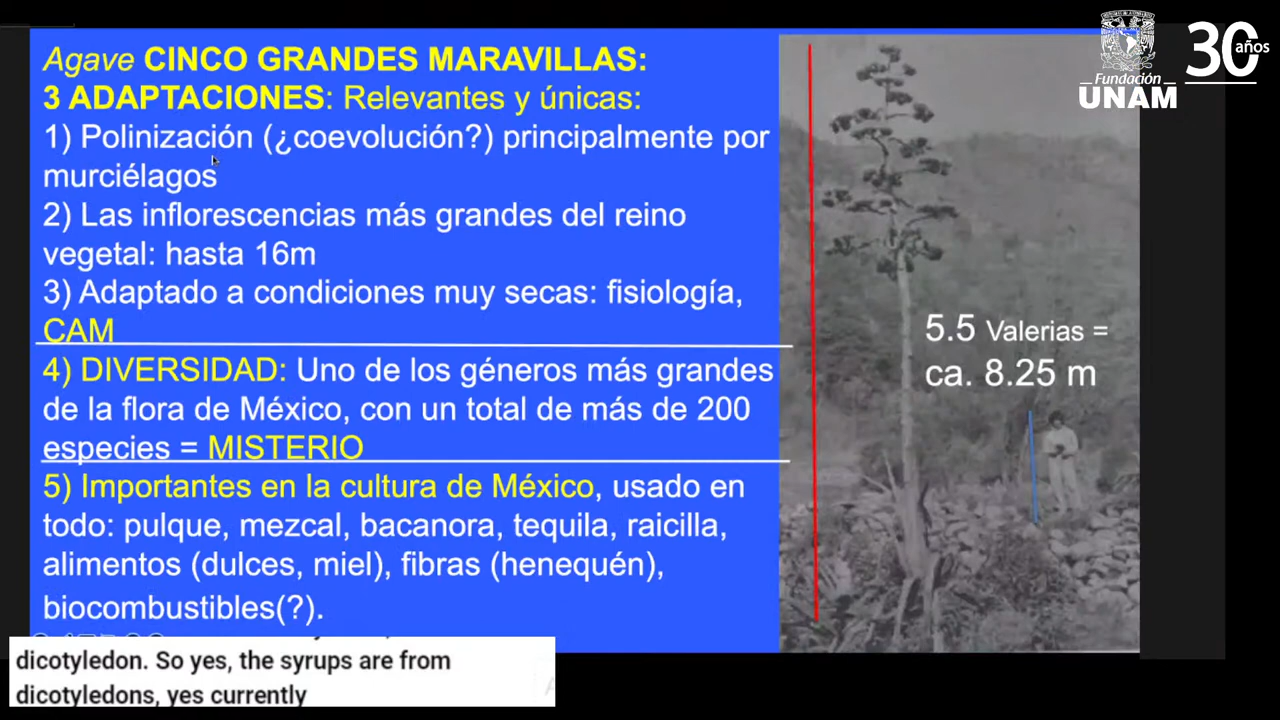 Agave CINCO GRANDES MARAVILLAS:
3 ADAPTACIONES: Relevantes y únicas:
1) Polinización (¿coevolución?) principalmente por
murciélagos
2) Las inflorescencias más grandes del reino
vegetal: hasta 16m
3) Adaptado a condiciones muy secas: fisiología,
CAM
4) DIVERSIDAD: Uno de los géneros más grandes
de la flora de México, con un total de más de 200
especies = MISTERIO
5) Importantes en la cultura de México, usado en
todo: pulque, mezcal, bacanora, tequila, raicilla,
alimentos (dulces, miel), fibras (henequén),
biocombustibles(?).
5.5 Valerias =
ca. 8.25 m
Fundación
UNAM
30 años
dicotyledon. So yes, the syrups are from
dicotyledons, yes currently